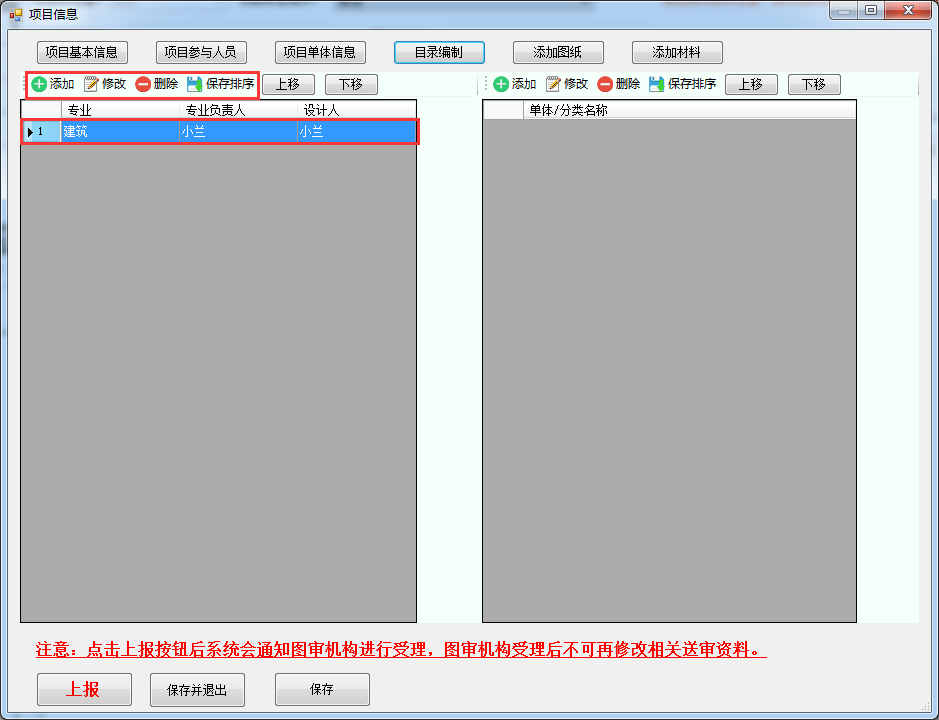 项目信息
项目基本信息 项目参与人员 项目单体信息 目录编制 添加图纸 添加材料
添加 修改 删除 保存排序 上移 下移 添加 修改 删除 保存排序 上移 下移
专业 专业负责人 设计人 单体/分类名称
1 建筑 小兰 小兰
注意：点击上报按钮后系统会通知图审机构进行受理，图审机构受理后不可再修改相关送审资料。
上报 保存并退出 保存